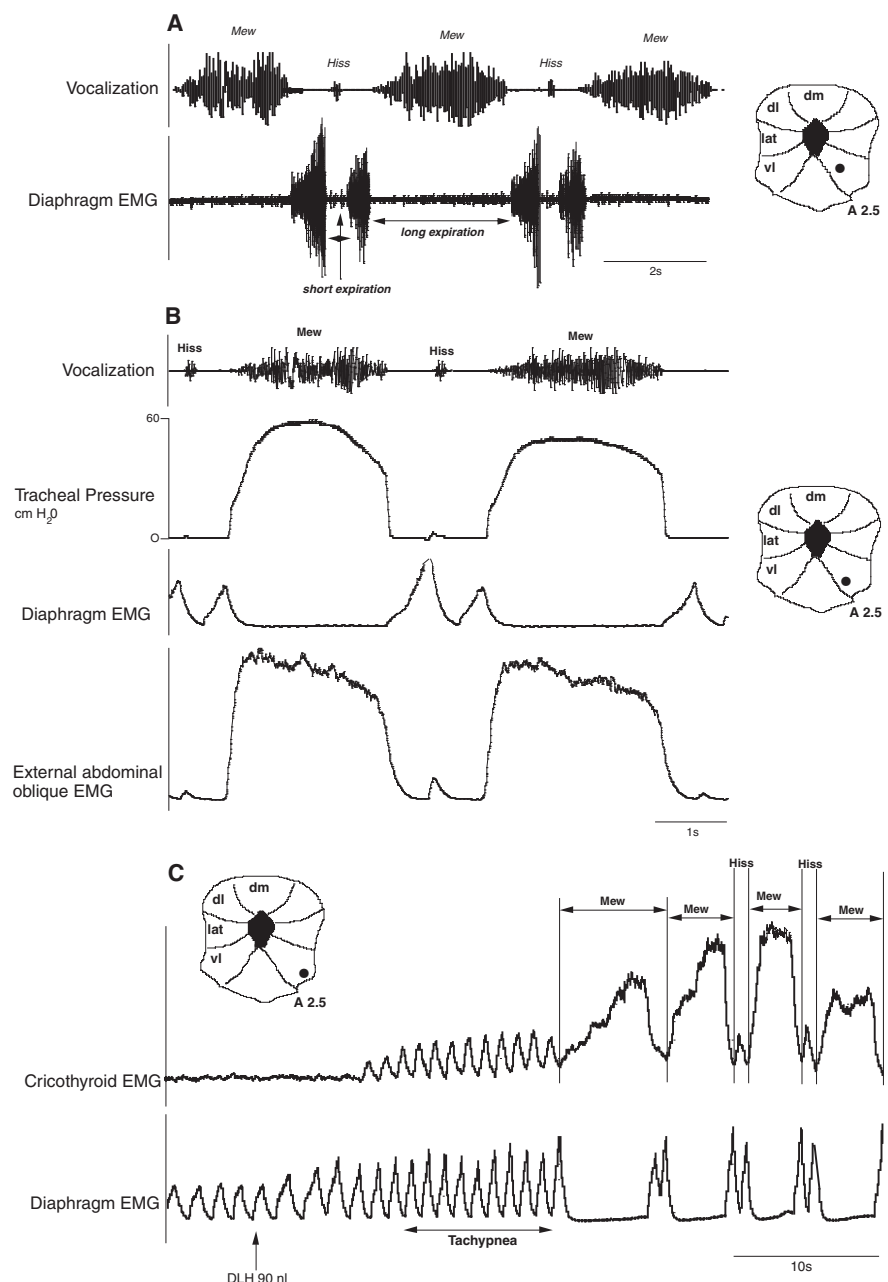 A
Mew
Hiss
Mew
Hiss
Mew
Vocalization
dm
dl
lat
vl
A 2.5
Diaphragm EMG
long expiration
short expiration
2s
B
Hiss
Mew
Hiss
Mew
Vocalization
60
Tracheal Pressure
cm H20
0
dm
dl
lat
vl
A 2.5
Diaphragm EMG
External abdominal
oblique EMG
1s
C
dm
dl
lat
vl
A 2.5
Hiss
Hiss
Mew
Mew
Mew
Mew
Cricothyroid EMG
Diaphragm EMG
Tachypnea
10s
DLH 90 nl